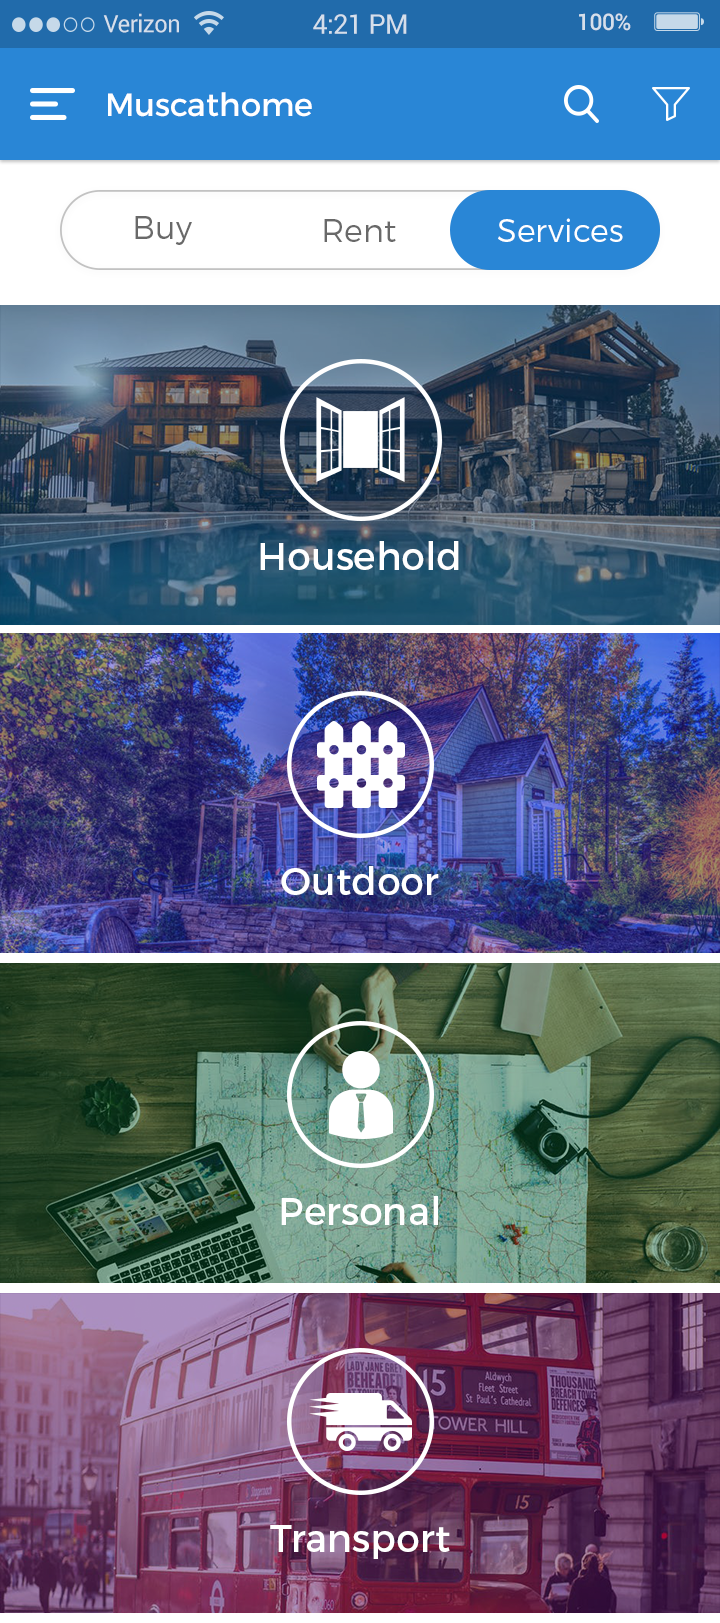 Verizon 4:21 PM 100%
Muscathome
Buy Rent Services
Household
Outdoor
Personal
LADY JANE GREY
BEHEADED
15
Aldwych
Fleet Street
St Paul's Cathedral
THOUSANDS
BREACH TOWER
DEFENCES
TOWER HILL
15
Transport